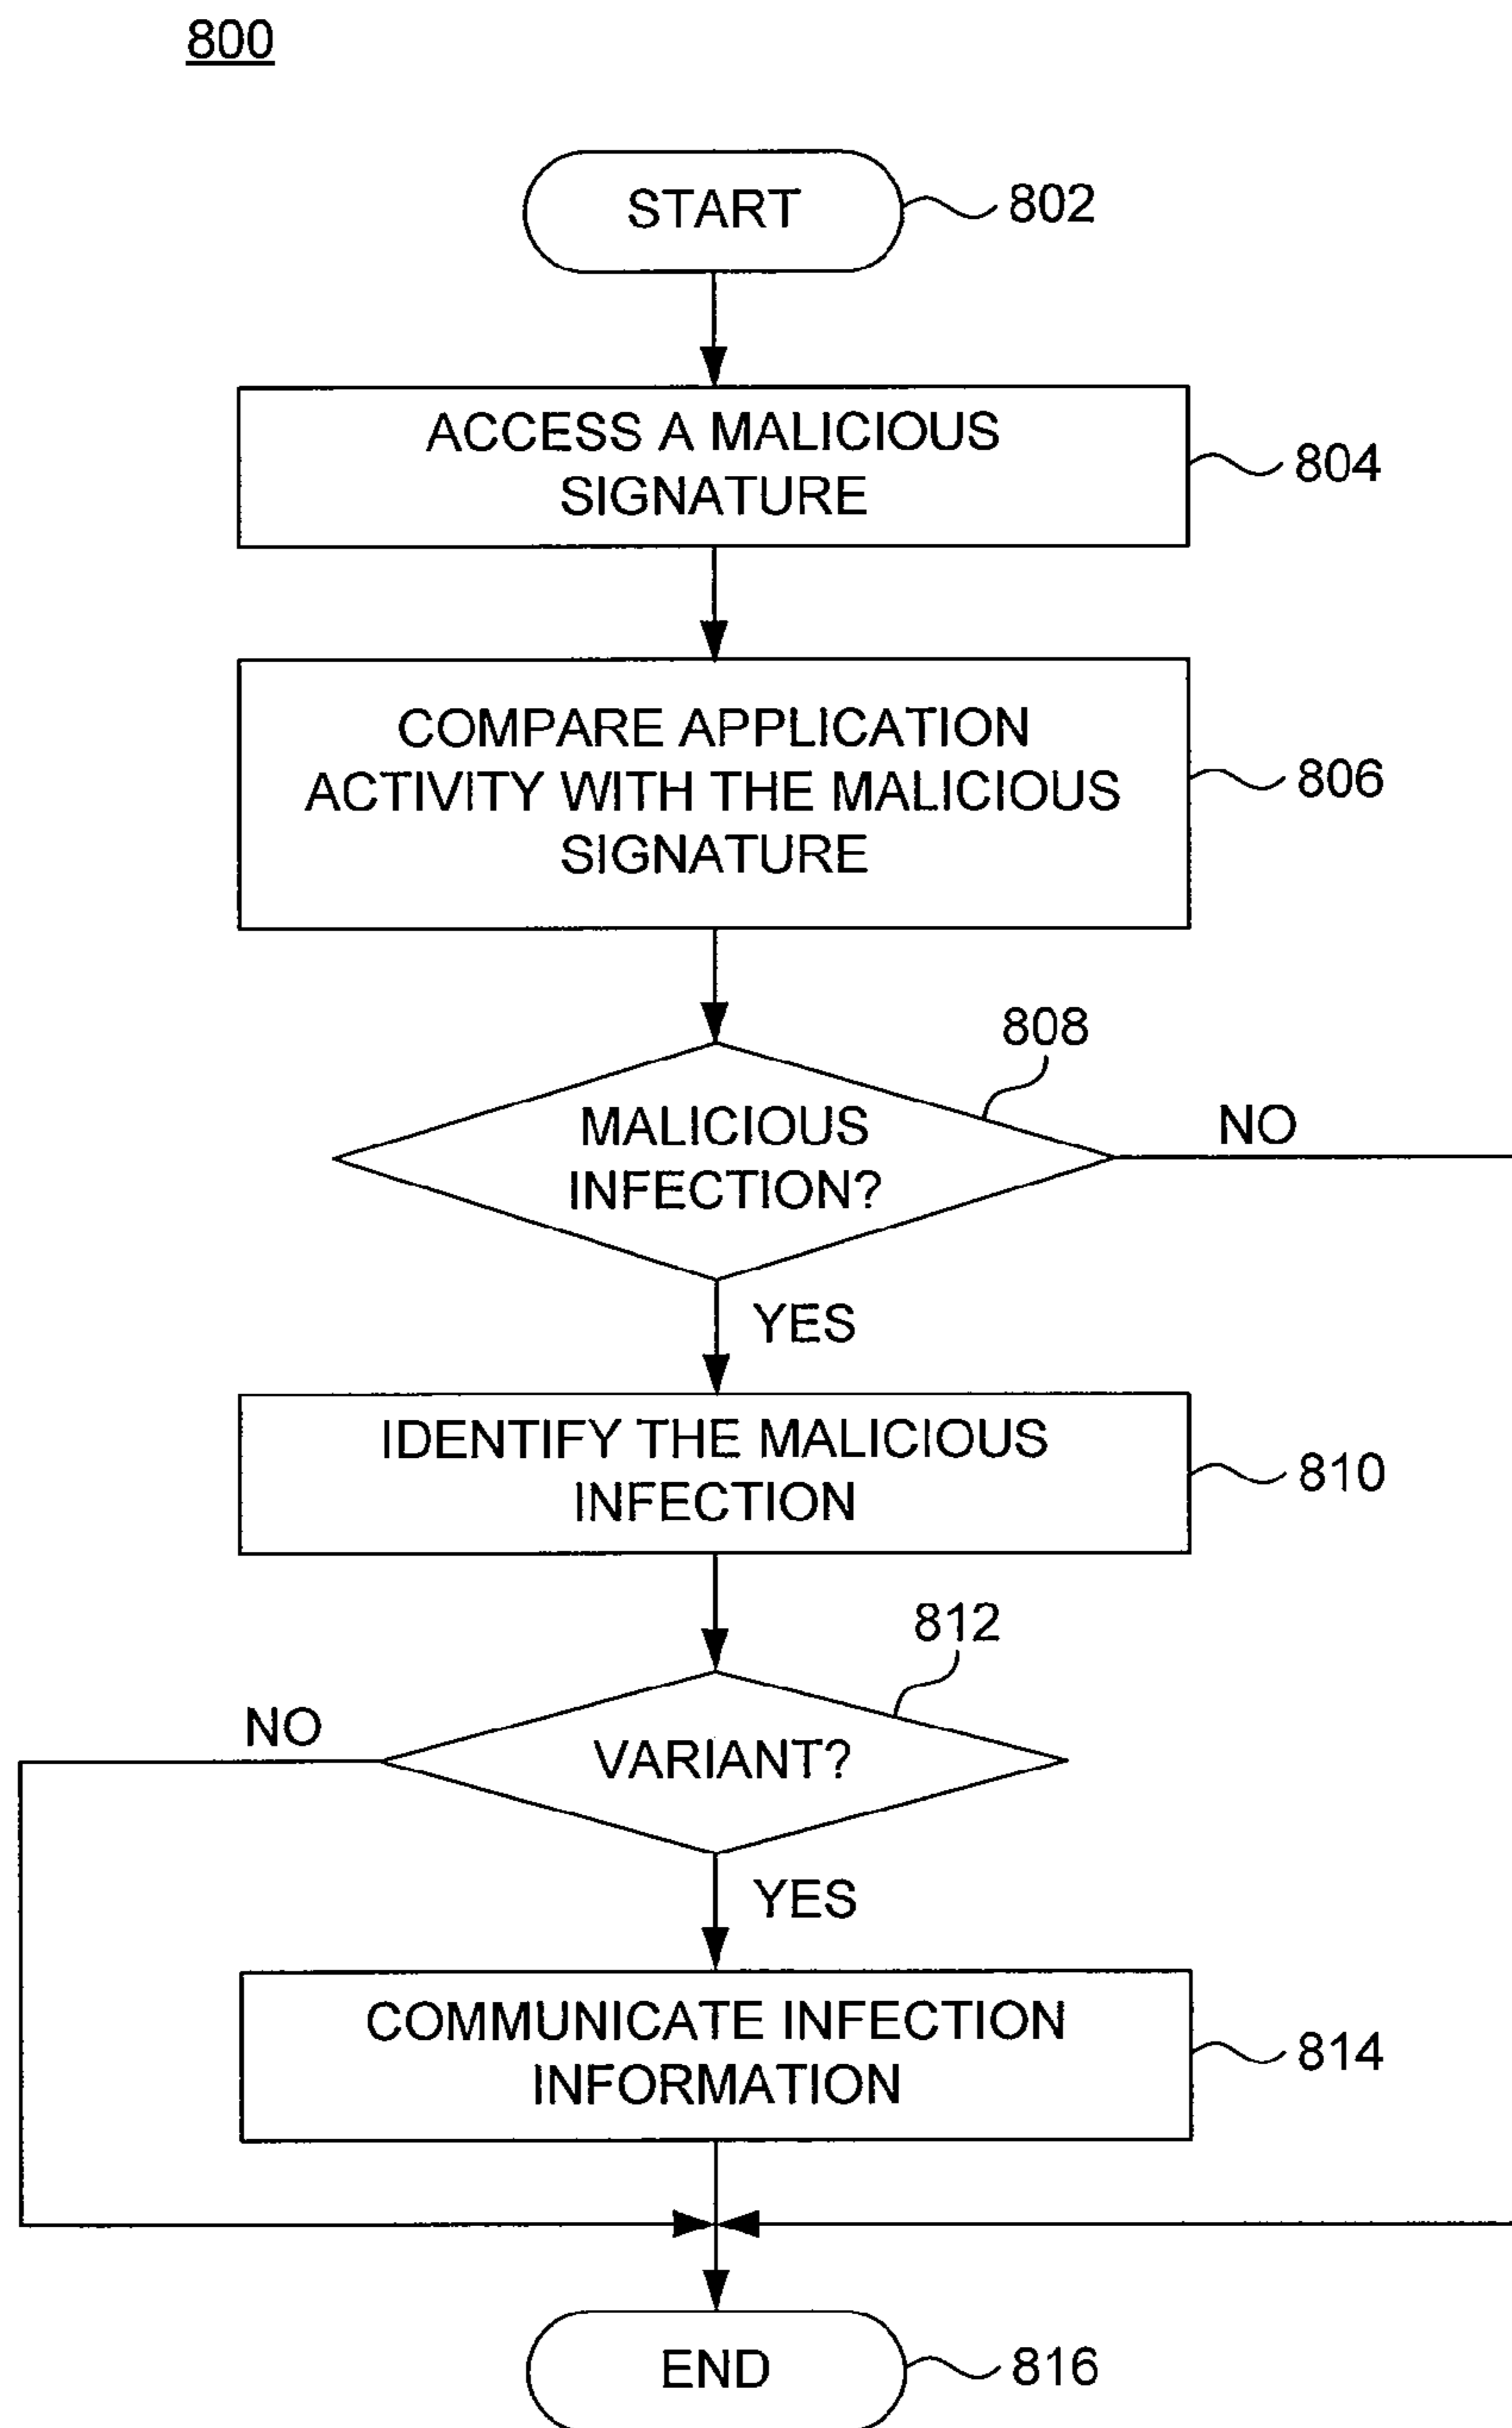 800
START
802
ACCESS A MALICIOUS
SIGNATURE
804
COMPARE APPLICATION
ACTIVITY WITH THE MALICIOUS
SIGNATURE
806
808
MALICIOUS
INFECTION?
NO
YES
IDENTIFY THE MALICIOUS
INFECTION
810
812
NO
VARIANT?
YES
COMMUNICATE INFECTION
INFORMATION
814
END
816